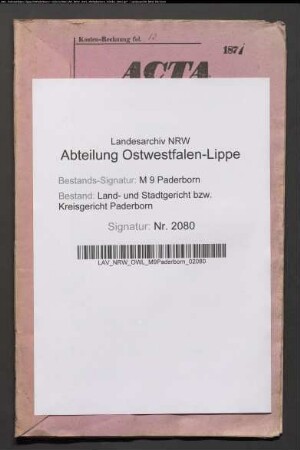 Kosten-Rechnung fol. 10
187
ACTA
Landesarchiv NRW
Abteilung Ostwestfalen-Lippe
Bestands-Signatur: M 9 Paderborn
Bestand: Land- und Stadtgericht bzw.
Kreisgericht Paderborn
Signatur: Nr. 2080
LAV_NRW_OWL_M9Paderborn_02080